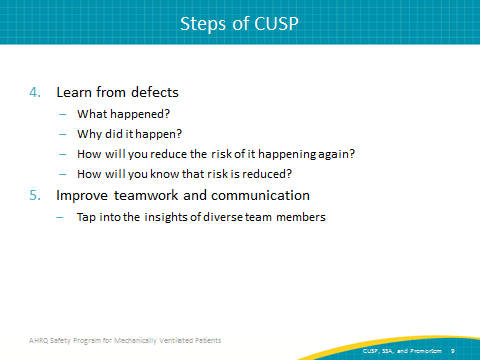 Steps of CUSP
4. Learn from defects
– What happened?
– Why did it happen?
– How will you reduce the risk of it happening again?
– How will you know that risk is reduced?
5. Improve teamwork and communication
– Tap into the insights of diverse team members
AHRQ Safety Program for Mechanically Ventilated Patients
CUSP, SSA, and Promotion 9